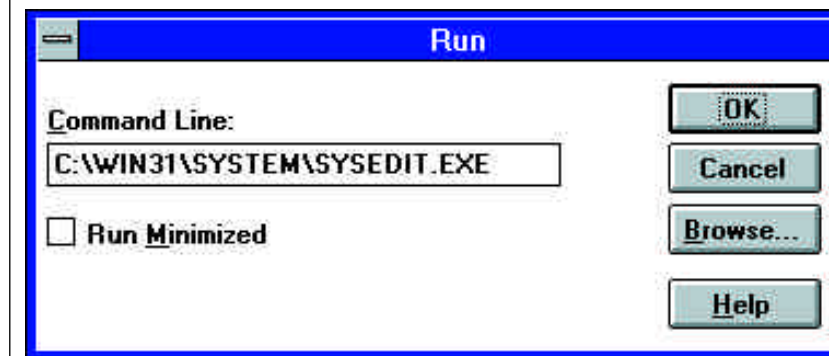 Run
Command Line:
C:\WIN31\SYSTEM\SYSEDIT.EXE
Run Minimized
OK
Cancel
Browse...
Help